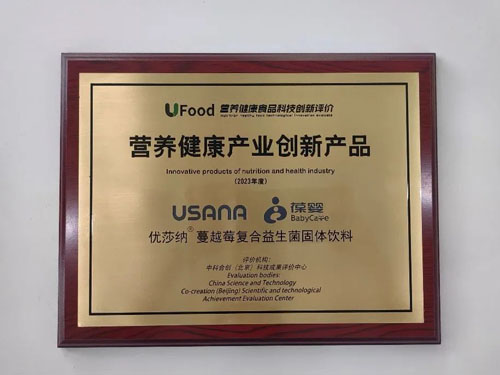 UFood 营养健康食品科技创新评价
营养健康产业创新产品
Innovative products of nutrition and health industry
(2023年度)
USANA 葆婴
BabyCare
优莎纳® 蔓越莓复合益生菌固体饮料
评价机构:
中科合创（北京）科技成果评价中心
Evaluation bodies:
China Science and Technology
Co-creation (Beijing) Scientific and technological
Achievement Evaluation Center